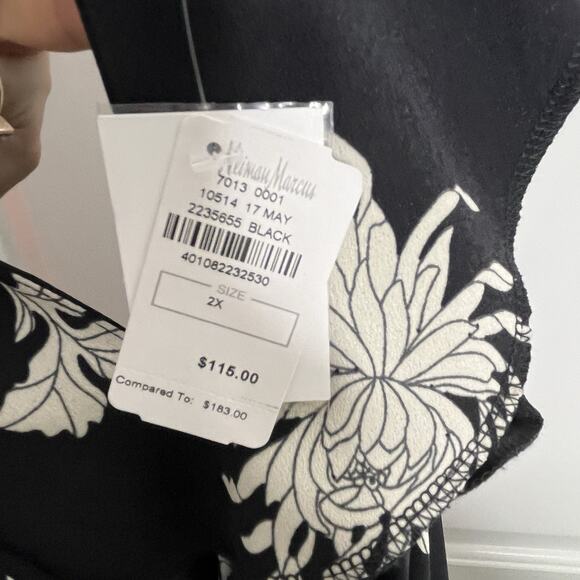 Neiman Marcus
7013 0001
10514 17 MAY
2235655 BLACK
401082232530
SIZE
2X
$115.00
Compared To: $183.00